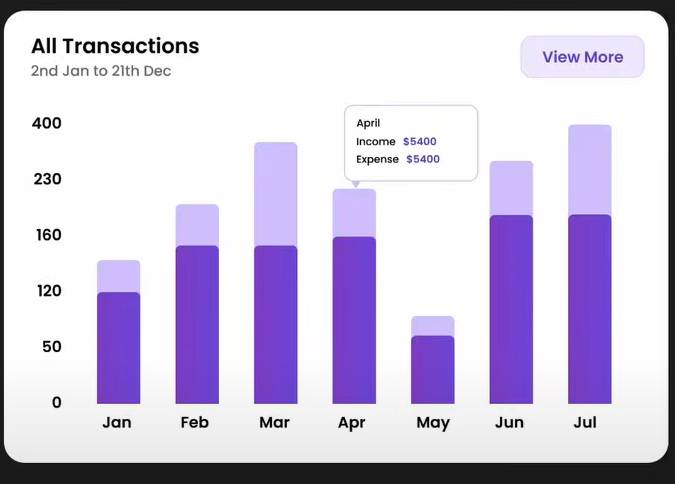 All Transactions
2nd Jan to 21th Dec
View More
400
230
160
120
50
0
April
Income $5400
Expense $5400
Jan Feb Mar Apr May Jun Jul